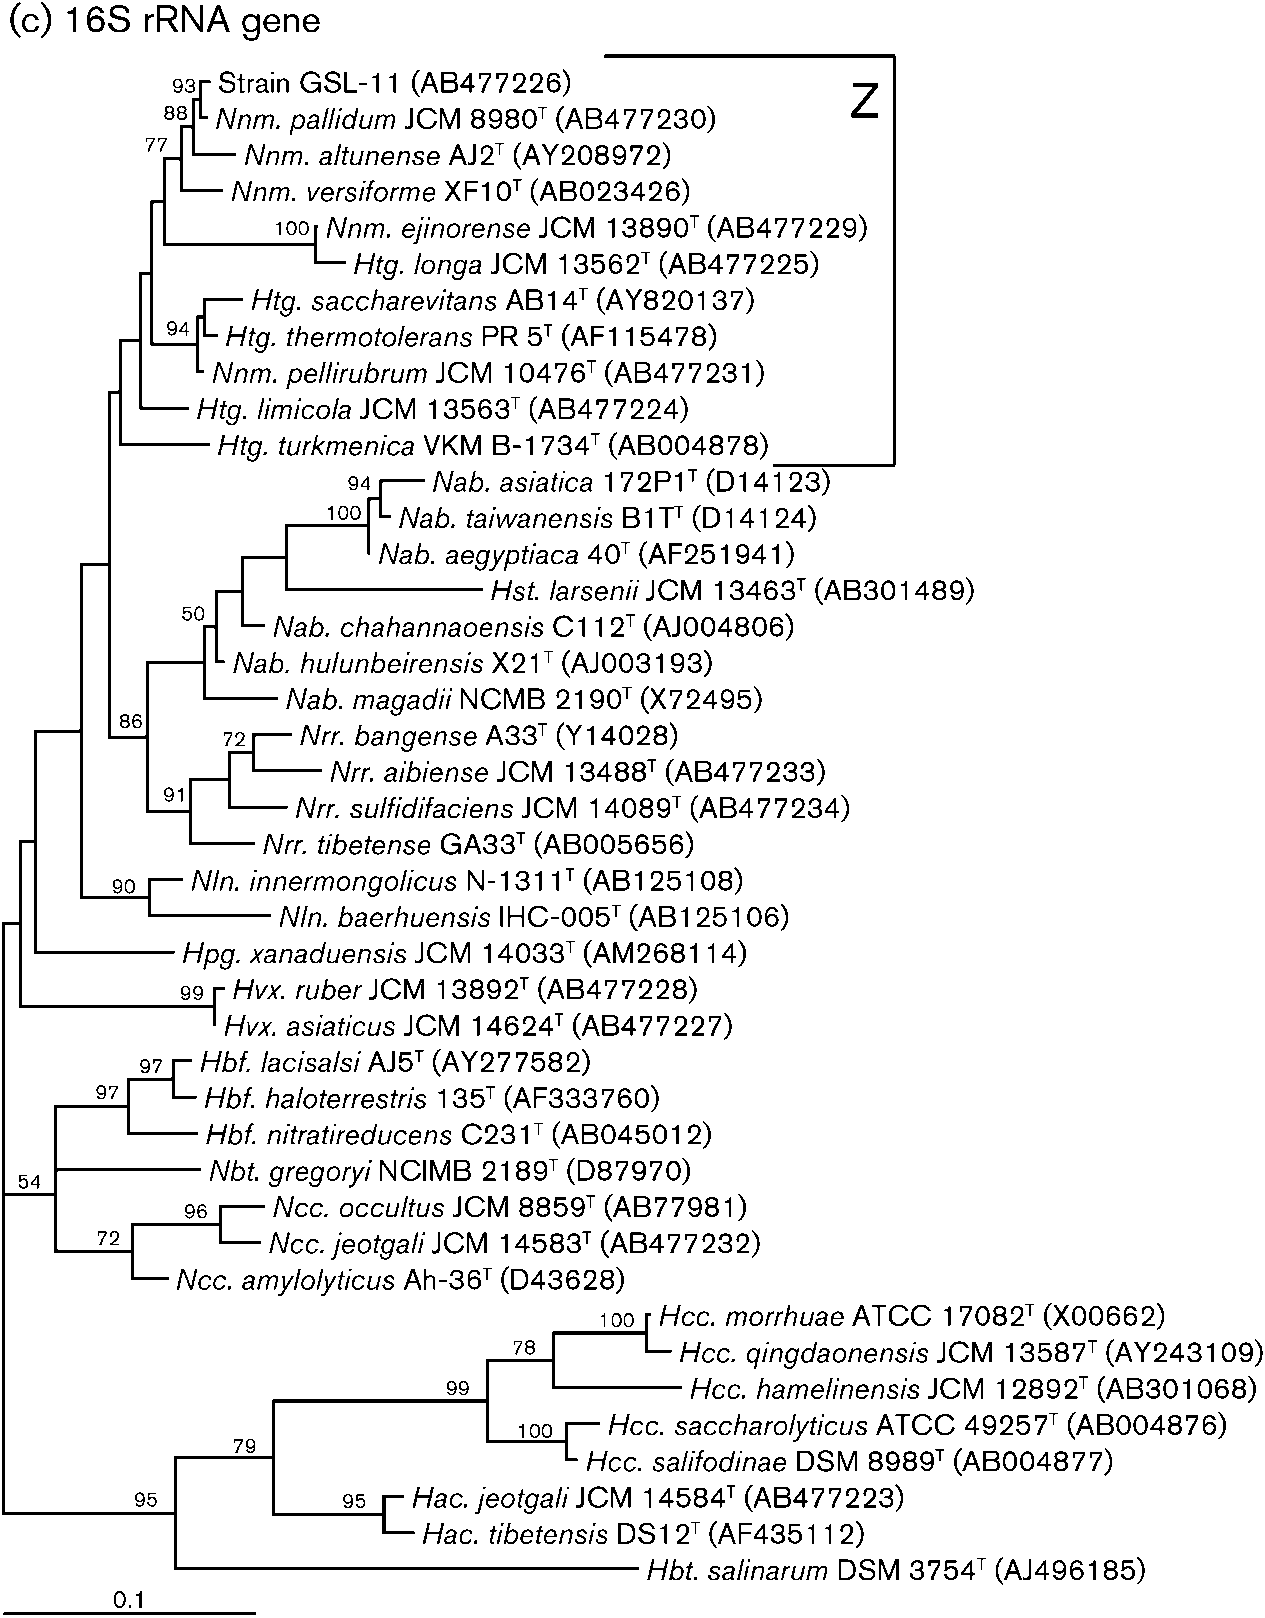 (c) 16S rRNA gene
Z
93 Strain GSL-11 (AB477226)
88 Nnm. pallidum JCM 8980ᵀ (AB477230)
77 Nnm. altunense AJ2ᵀ (AY208972)
Nnm. versiforme XF10ᵀ (AB023426)
100 Nnm. ejinorense JCM 13890ᵀ (AB477229)
Htg. longa JCM 13562ᵀ (AB477225)
Htg. saccharevitans AB14ᵀ (AY820137)
94 Htg. thermotolerans PR 5ᵀ (AF115478)
Nnm. pellirubrum JCM 10476ᵀ (AB477231)
Htg. limicola JCM 13563ᵀ (AB477224)
Htg. turkmenica VKM B-1734ᵀ (AB004878)
94 Nab. asiatica 172P1ᵀ (D14123)
100 Nab. taiwanensis B1Tᵀ (D14124)
Nab. aegyptiaca 40ᵀ (AF251941)
Hst. larsenii JCM 13463ᵀ (AB301489)
50 Nab. chahannaoensis C112ᵀ (AJ004806)
Nab. hulunbeirensis X21ᵀ (AJ003193)
Nab. magadii NCMB 2190ᵀ (X72495)
86
72 Nrr. bangense A33ᵀ (Y14028)
Nrr. aibiense JCM 13488ᵀ (AB477233)
91 Nrr. sulfidifaciens JCM 14089ᵀ (AB477234)
Nrr. tibetense GA33ᵀ (AB005656)
90 Nln. innermongolicus N-1311ᵀ (AB125108)
Nln. baerhuensis IHC-005ᵀ (AB125106)
Hpg. xanaduensis JCM 14033ᵀ (AM268114)
99 Hvx. ruber JCM 13892ᵀ (AB477228)
Hvx. asiaticus JCM 14624ᵀ (AB477227)
97 Hbf. lacisalsi AJ5ᵀ (AY277582)
97 Hbf. haloterrestris 135ᵀ (AF333760)
Hbf. nitratireducens C231ᵀ (AB045012)
54 Nbt. gregoryi NCIMB 2189ᵀ (D87970)
96 Ncc. occultus JCM 8859ᵀ (AB77981)
72 Ncc. jeotgali JCM 14583ᵀ (AB477232)
Ncc. amylolyticus Ah-36ᵀ (D43628)
100 Hcc. morrhuae ATCC 17082ᵀ (X00662)
78 Hcc. qingdaonensis JCM 13587ᵀ (AY243109)
99 Hcc. hamelinensis JCM 12892ᵀ (AB301068)
100 Hcc. saccharolyticus ATCC 49257ᵀ (AB004876)
79 Hcc. salifodinae DSM 8989ᵀ (AB004877)
95 95 Hac. jeotgali JCM 14584ᵀ (AB477223)
Hac. tibetensis DS12ᵀ (AF435112)
Hbt. salinarum DSM 3754ᵀ (AJ496185)
0.1